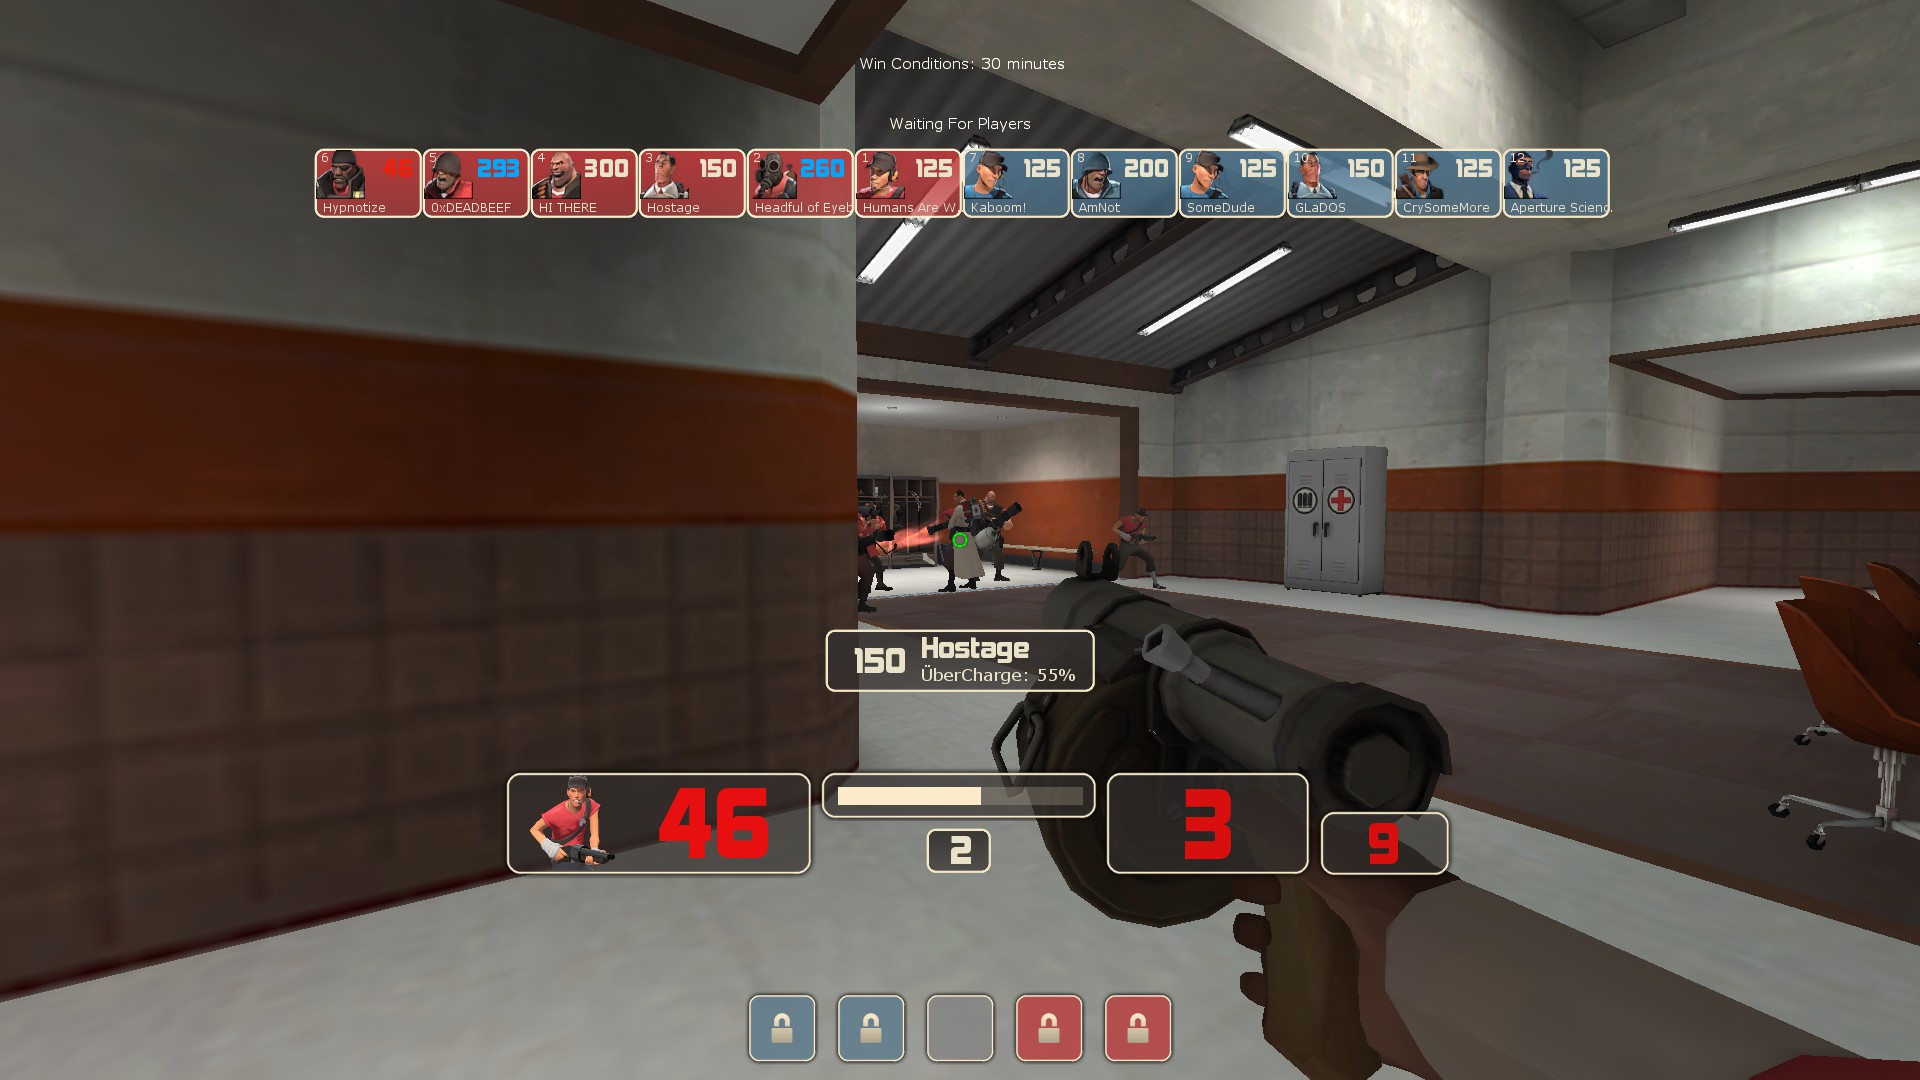 Win Conditions: 30 minutes
Waiting For Players
6 46 Hypnotize
5 293 0xDEADBEEF
4 300 HI THERE
3 150 Hostage
2 260 Headful of Eyeb
1 125 Humans Are W...
7 125 Kaboom!
8 200 AmNot
9 125 SomeDude
10 150 GLaDOS
11 125 CrySomeMore
12 125 Aperture Scienc.
150 Hostage
ÜberCharge: 55%
46
2
3
9